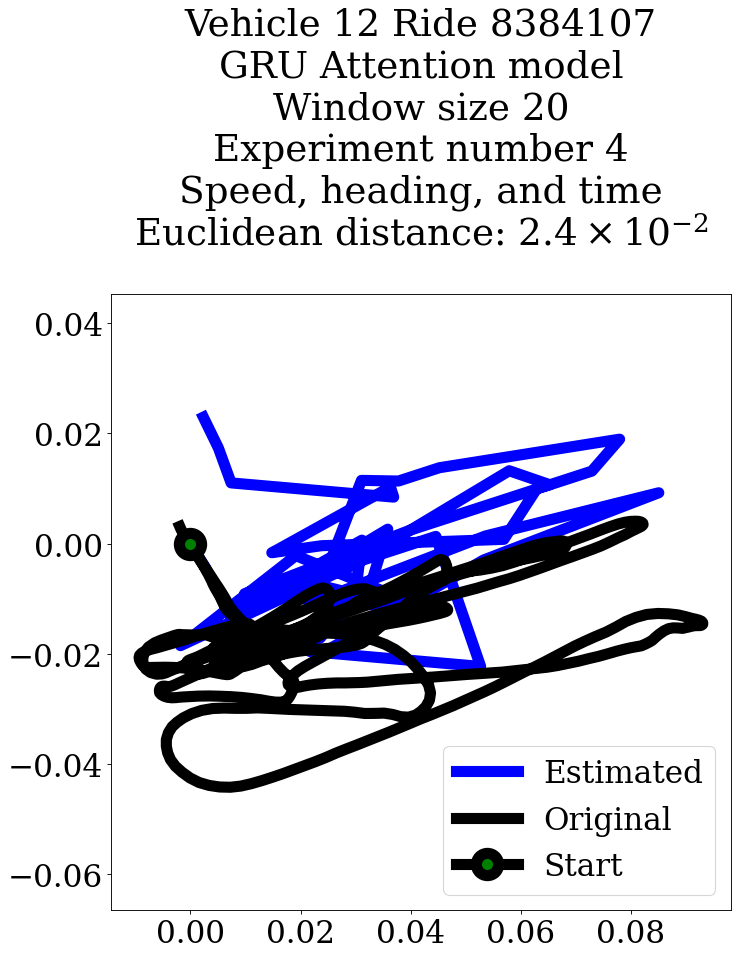 Vehicle 12 Ride 8384107
GRU Attention model
Window size 20
Experiment number 4
Speed, heading, and time
Euclidean distance: 2.4 × 10⁻²
0.04
0.02
0.00
−0.02
−0.04
−0.06
Estimated
Original
Start
0.00 0.02 0.04 0.06 0.08